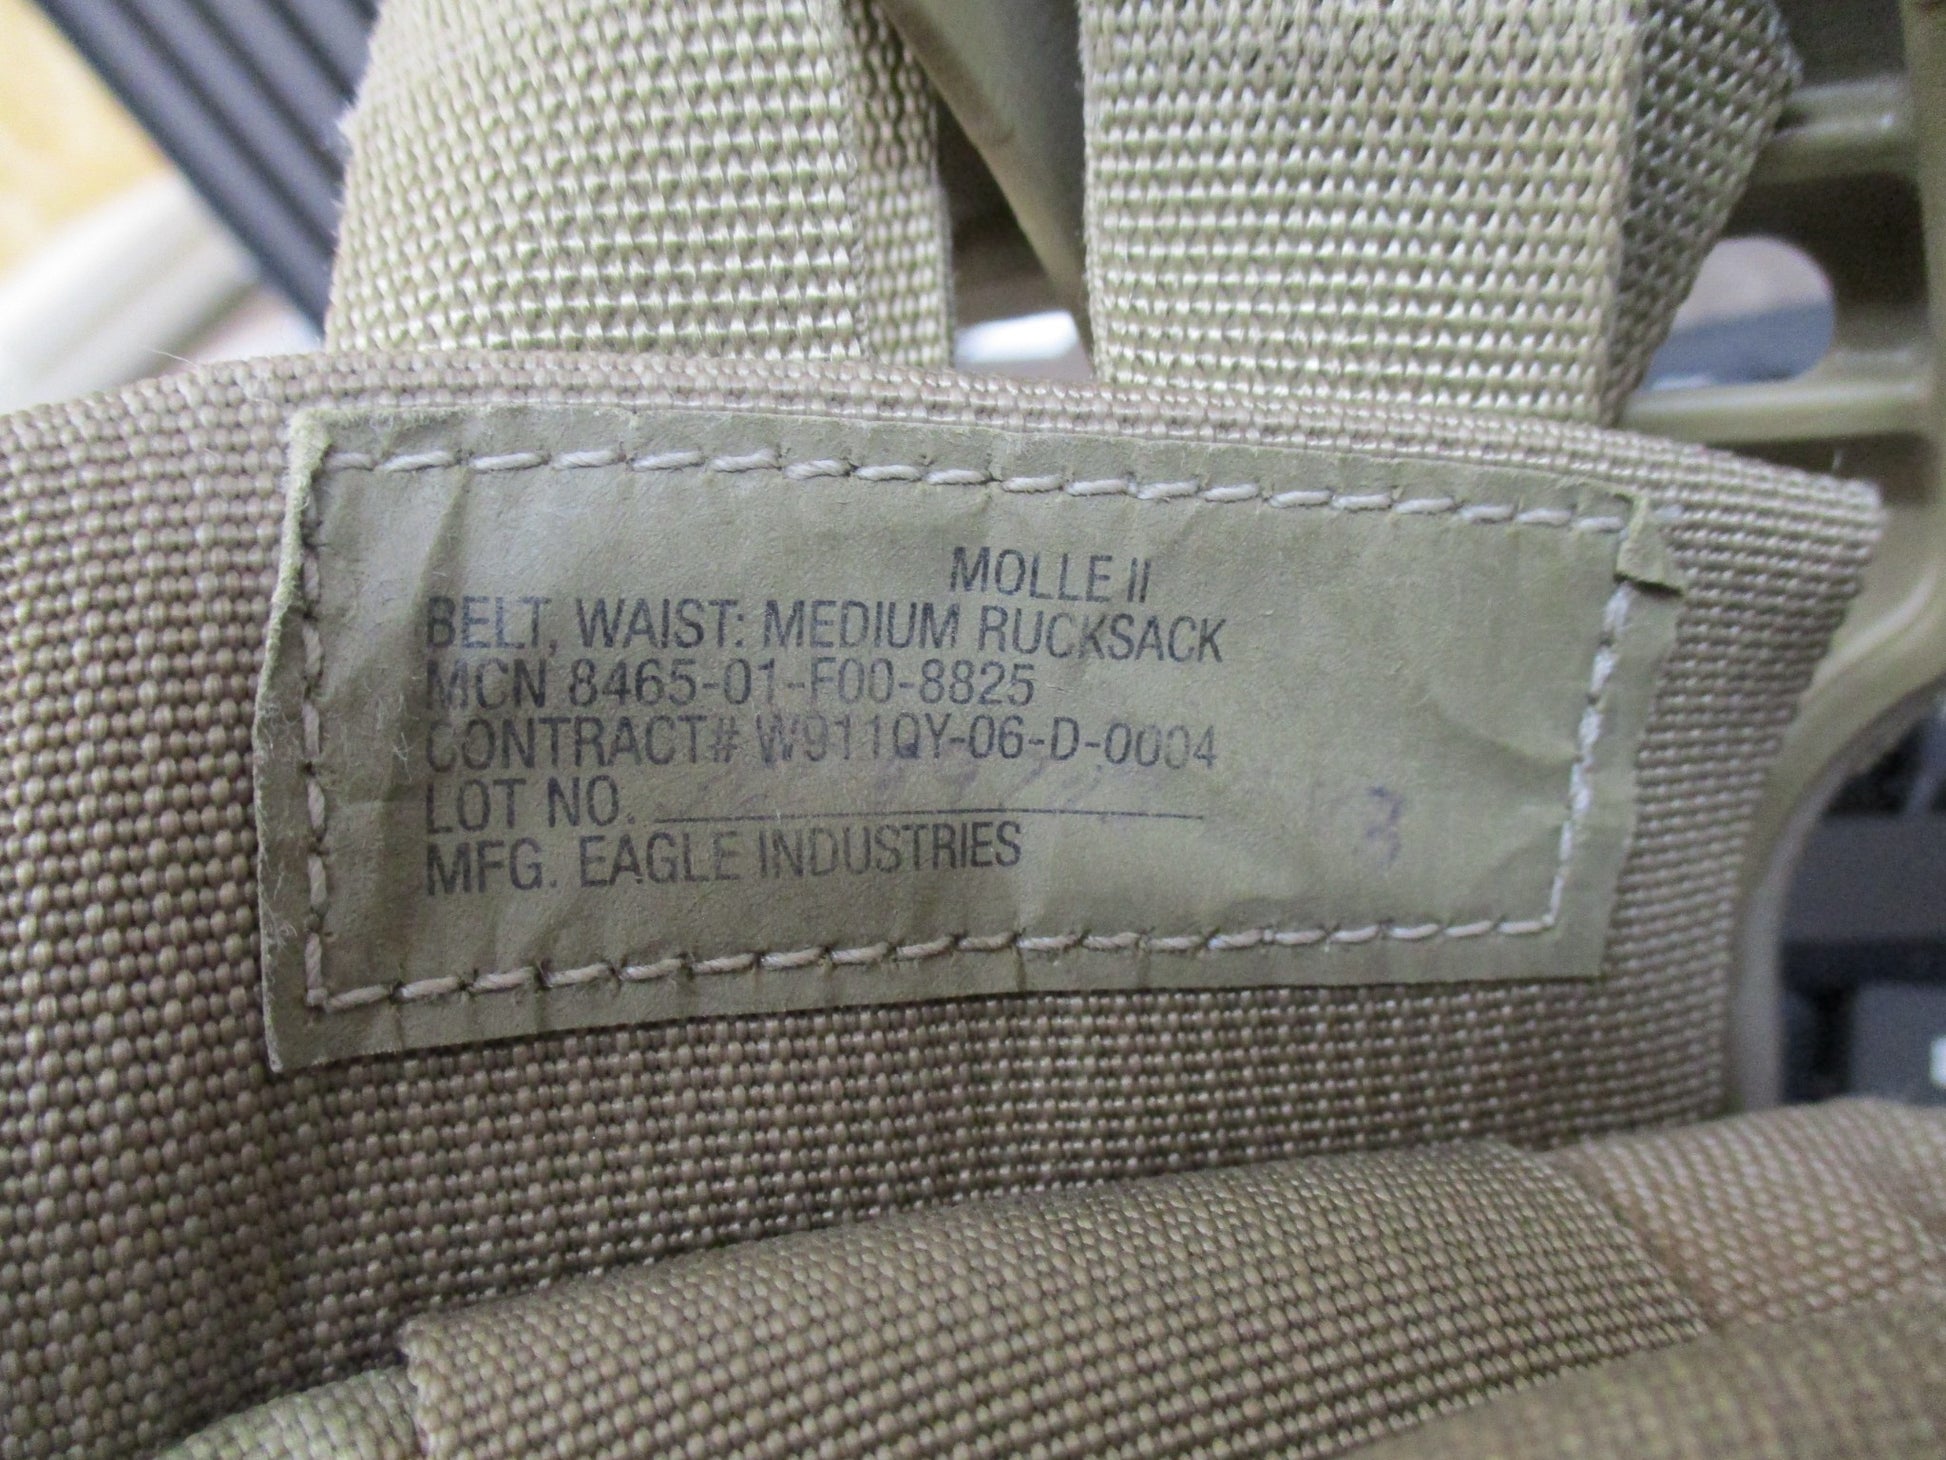 MOLLE II
BELT, WAIST: MEDIUM RUCKSACK
MCN 8465-01-F00-8825
CONTRACT# W911QY-06-D-0004
LOT NO.
MFG. EAGLE INDUSTRIES
3